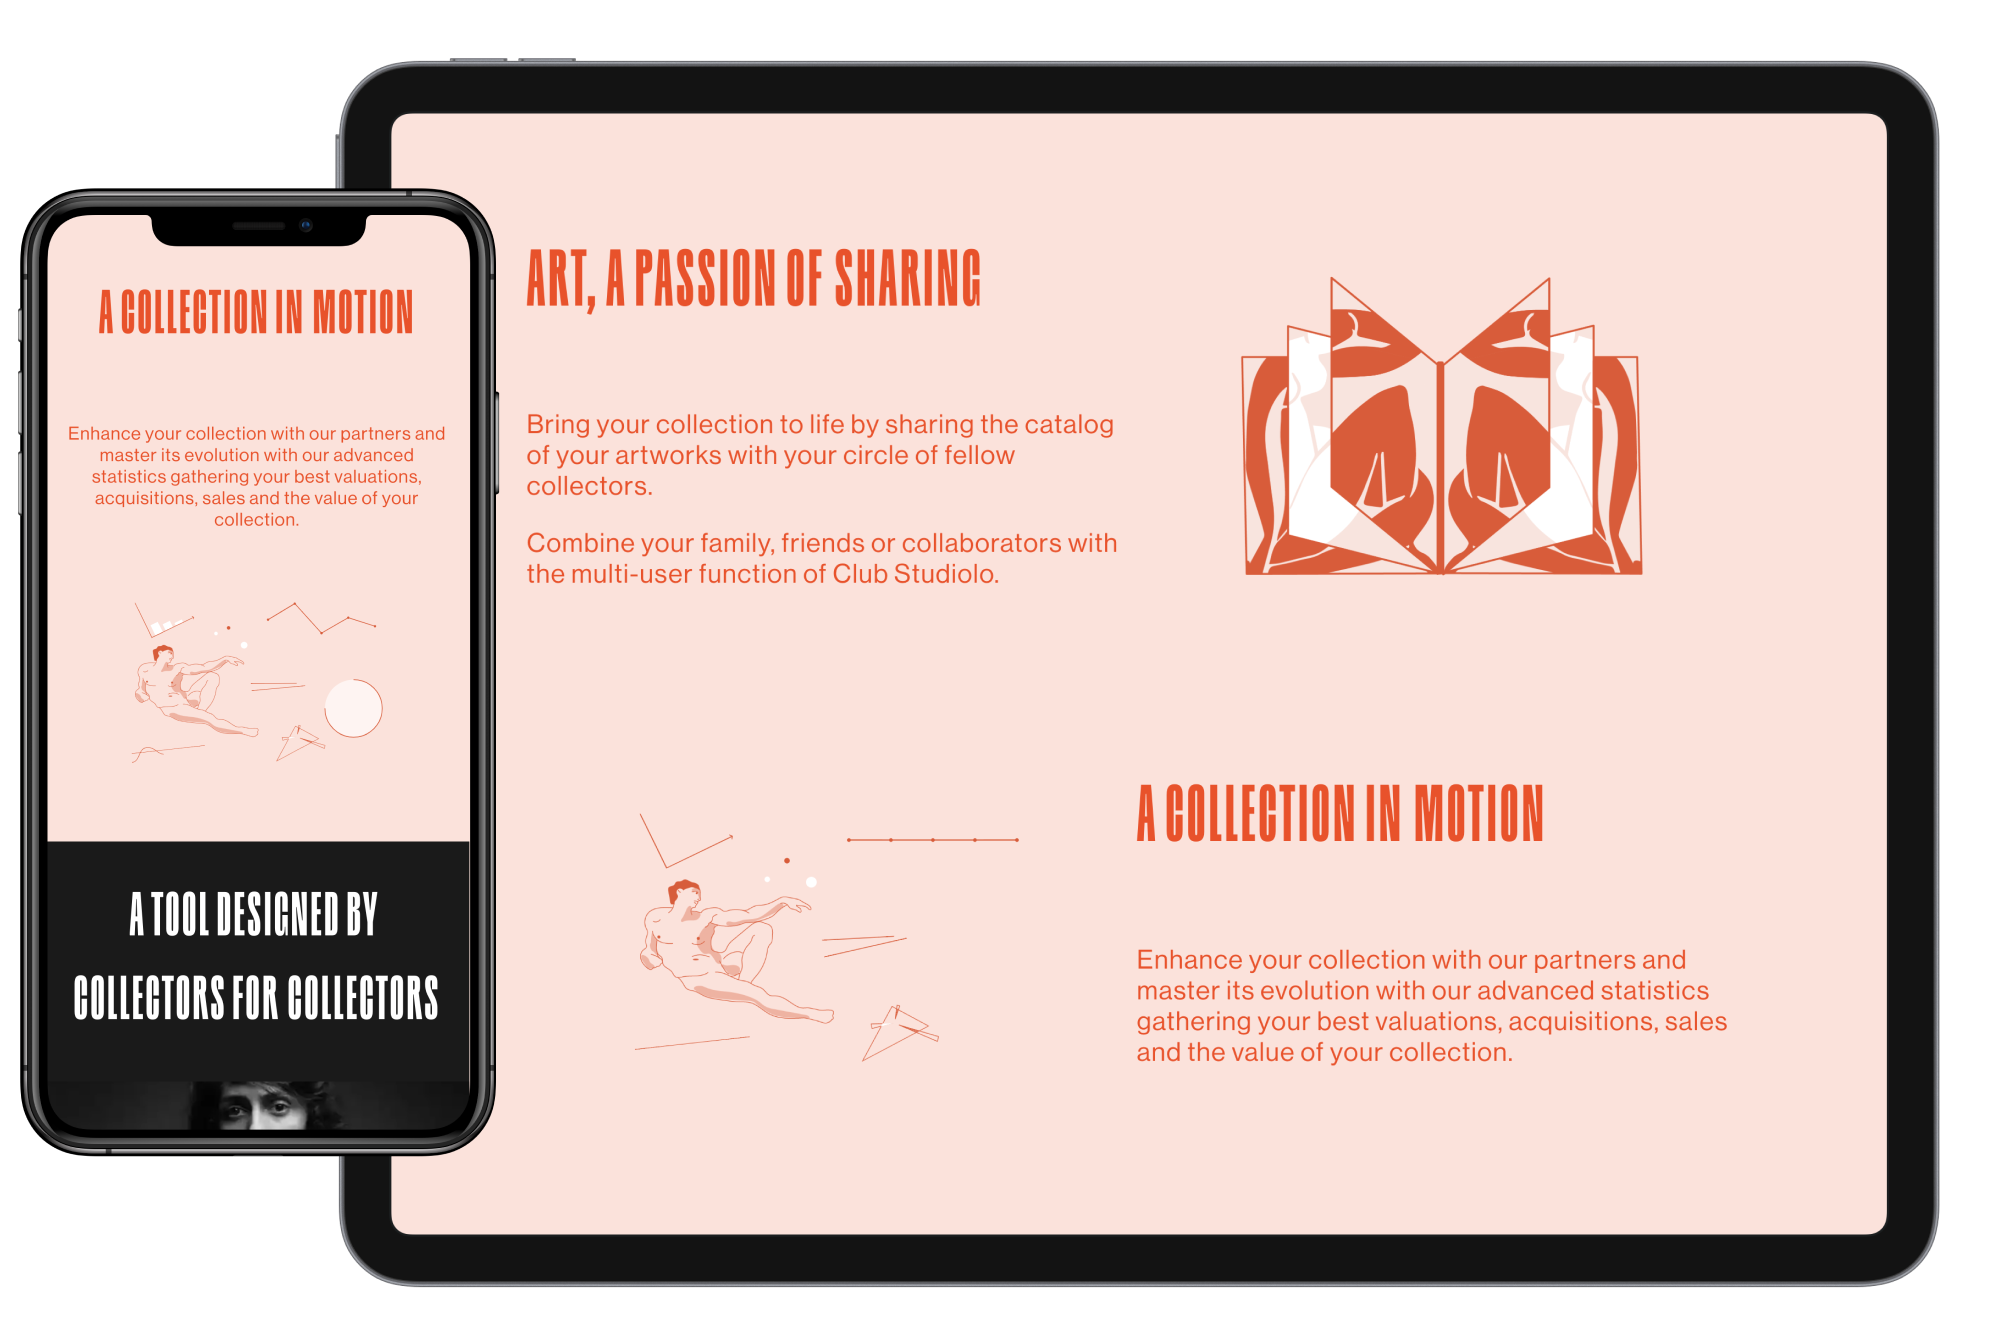 A COLLECTION IN MOTION
Enhance your collection with our partners and
master its evolution with our advanced
statistics gathering your best valuations,
acquisitions, sales and the value of your
collection.
A TOOL DESIGNED BY
COLLECTORS FOR COLLECTORS
ART, A PASSION OF SHARING
Bring your collection to life by sharing the catalog
of your artworks with your circle of fellow
collectors.
Combine your family, friends or collaborators with
the multi-user function of Club Studiolo.
A COLLECTION IN MOTION
Enhance your collection with our partners and
master its evolution with our advanced statistics
gathering your best valuations, acquisitions, sales
and the value of your collection.